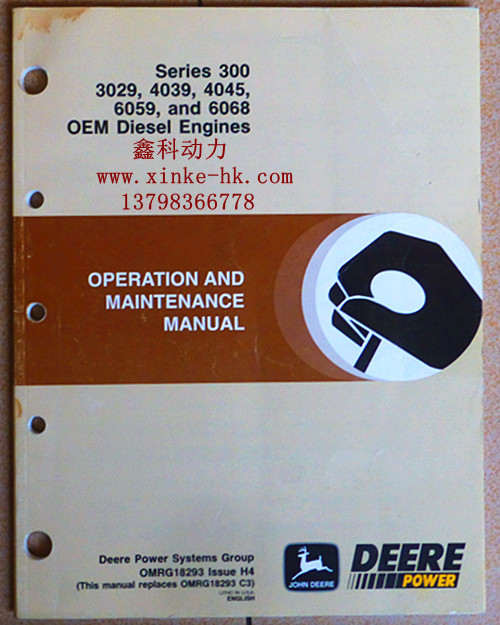 Series 300
3029, 4039, 4045,
6059, and 6068
OEM Diesel Engines
鑫科动力
www.xinke-hk.com
13798366778
OPERATION AND
MAINTENANCE
MANUAL
Deere Power Systems Group
OMRG18293 Issue H4
(This manual replaces OMRG18293 C3)
LITHO IN U.S.A.
ENGLISH
JOHN DEERE
DEERE
POWER